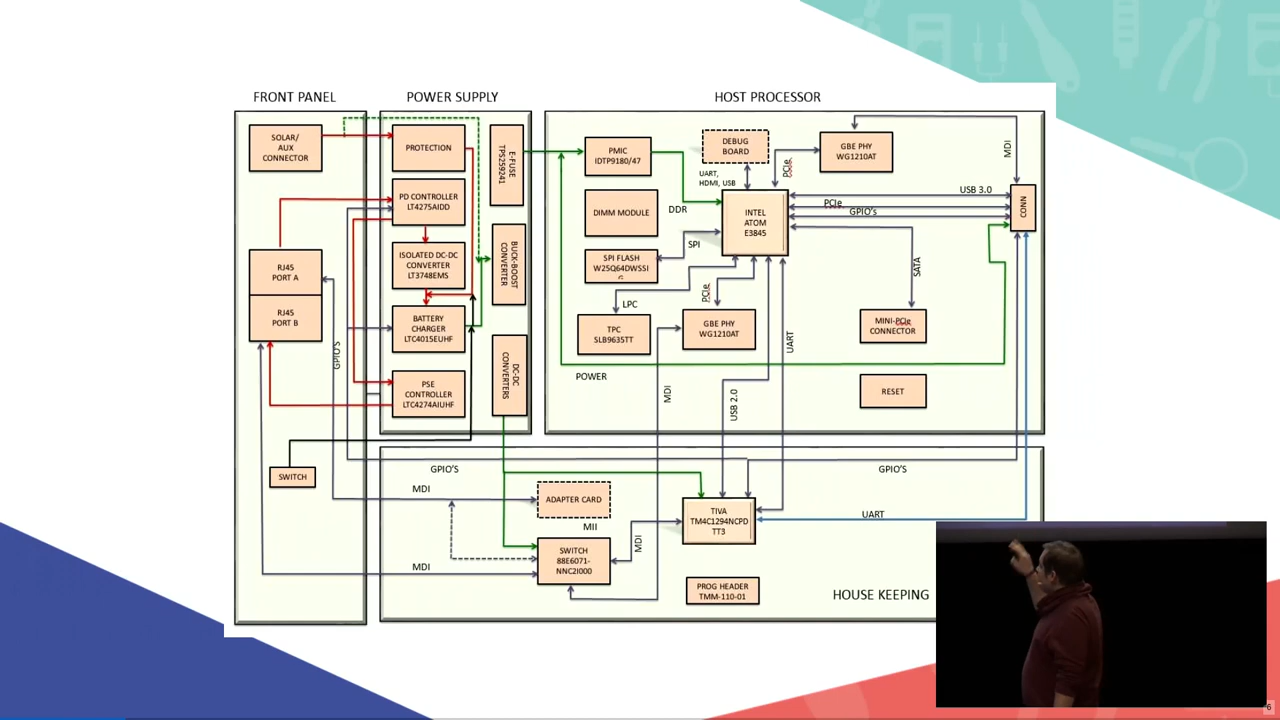 FRONT PANEL
POWER SUPPLY
HOST PROCESSOR
SOLAR/
AUX
CONNECTOR
RJ45
PORT A
RJ45
PORT B
GPIO'S
SWITCH
PROTECTION
PD CONTROLLER
LT4275AIDD
ISOLATED DC-DC
CONVERTER
LT3748EMS
BATTERY
CHARGER
LTC4015EUHF
PSE
CONTROLLER
LTC4274AIUHF
E-FUSE
TPS259241
BUCK-BOOST
CONVERTER
DC-DC
CONVERTERS
PMIC
IDTP9180/47
DEBUG
BOARD
GBE PHY
WG1210AT
MDI
PCIe
UART,
HDMI, USB
DIMM MODULE
DDR
INTEL
ATOM
E3845
USB 3.0
PCIe
GPIO's
CONN
SPI
SPI FLASH
W25Q64DWSSI
G
SATA
LPC
PCIe
TPC
SLB9635TT
GBE PHY
WG1210AT
UART
MINI-PCIe
CONNECTOR
POWER
MDI
USB 2.0
RESET
GPIO'S
GPIO'S
MDI
ADAPTER CARD
MII
TIVA
TM4C1294NCPD
TT3
UART
MDI
SWITCH
88E6071-
NNC2I000
MDI
PROG HEADER
TMM-110-01
HOUSE KEEPING
6